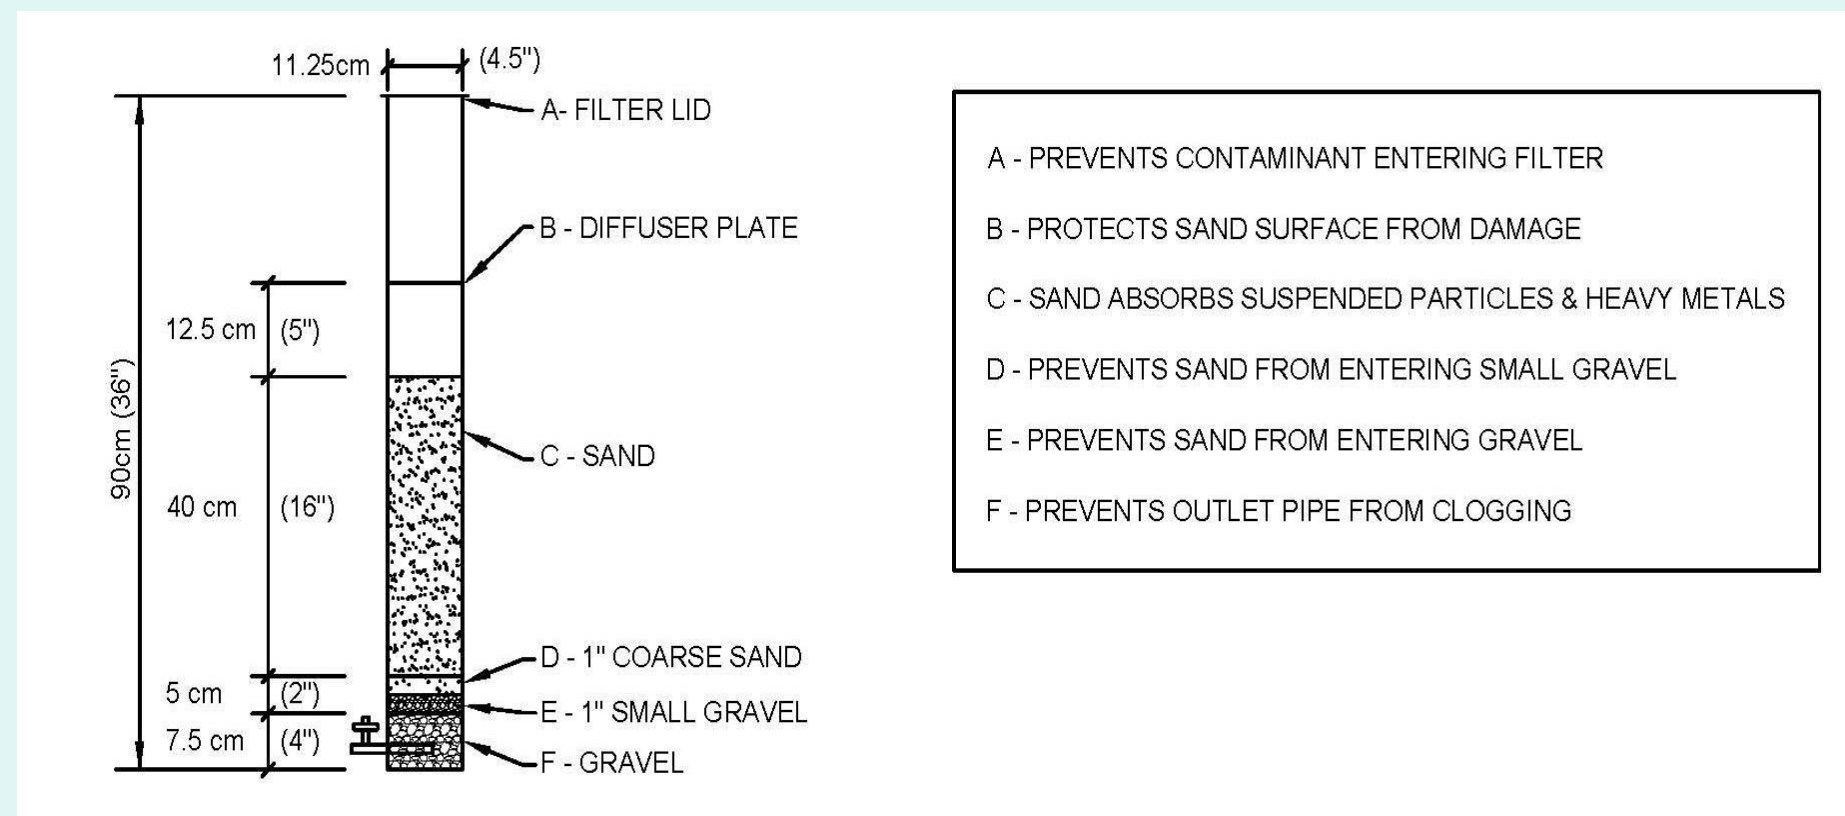 11.25cm (4.5")
A- FILTER LID
B - DIFFUSER PLATE
12.5 cm (5")
90cm (36")
C - SAND
40 cm (16")
D - 1" COARSE SAND
5 cm (2")
E - 1" SMALL GRAVEL
7.5 cm (4")
F - GRAVEL
A - PREVENTS CONTAMINANT ENTERING FILTER
B - PROTECTS SAND SURFACE FROM DAMAGE
C - SAND ABSORBS SUSPENDED PARTICLES & HEAVY METALS
D - PREVENTS SAND FROM ENTERING SMALL GRAVEL
E - PREVENTS SAND FROM ENTERING GRAVEL
F - PREVENTS OUTLET PIPE FROM CLOGGING